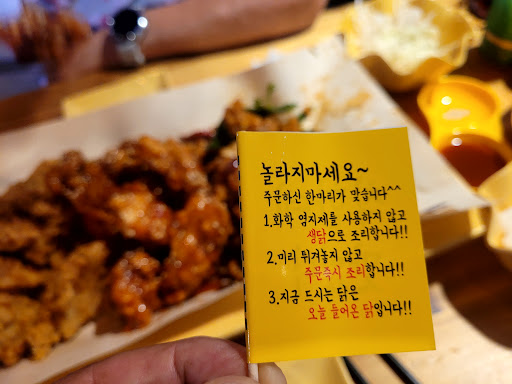 놀라지마세요~
주문하신 한마리가 맞습니다^^
1.화학 염지제를 사용하지 않고
생닭으로 조리합니다!!
2.미리 튀겨놓지 않고
주문즉시 조리합니다!!
3.지금 드시는 닭은
오늘 들어온 닭입니다!!